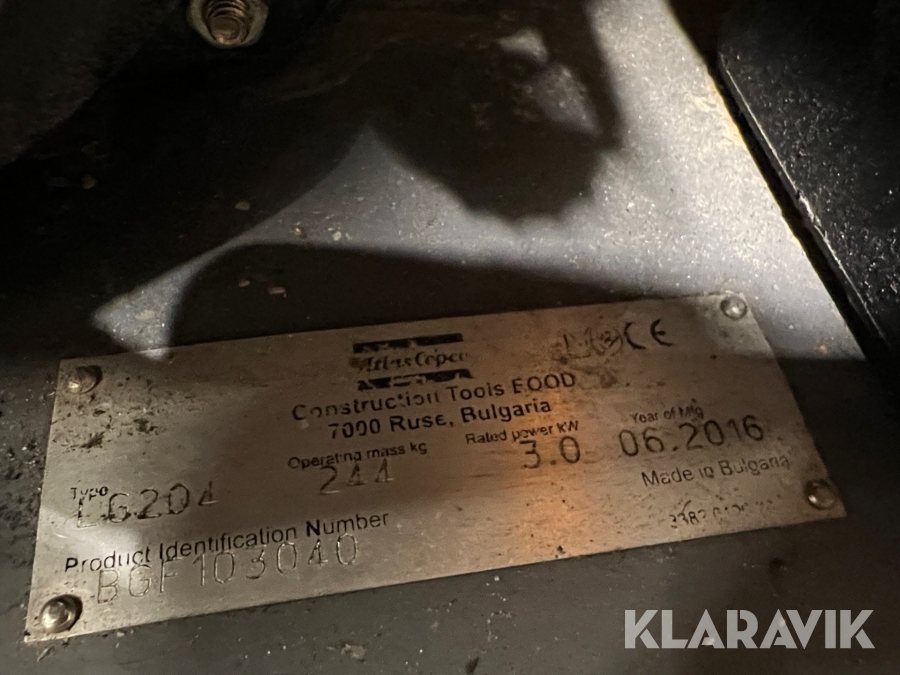 Atlas Copco
CE
Construction Tools EOOD
7000 Ruse, Bulgaria
Operating mass kg
Rated power kW
Year of Mfg
244
3.0
06.2016
Type
LG204
Made in Bulgaria
Product Identification Number
BGF103040
KLARAVIK